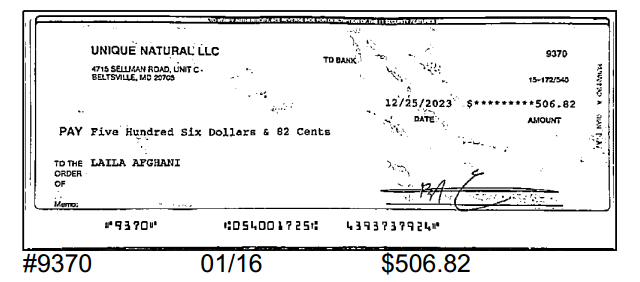 UNIQUE NATURAL LLC
4715 SELLMAN ROAD, UNIT C -
BELTSVILLE, MD 20705
TD BANK
9370
15-172/540
12/25/2023 $*********506.82
DATE AMOUNT
PAY Five Hundred Six Dollars & 82 Cents
TO THE ORDER OF
LAILA AFGHANI
Memo:
⑈9370⑈ ⑆054001725⑆ 4393737924⑈
#9370 01/16 $506.82